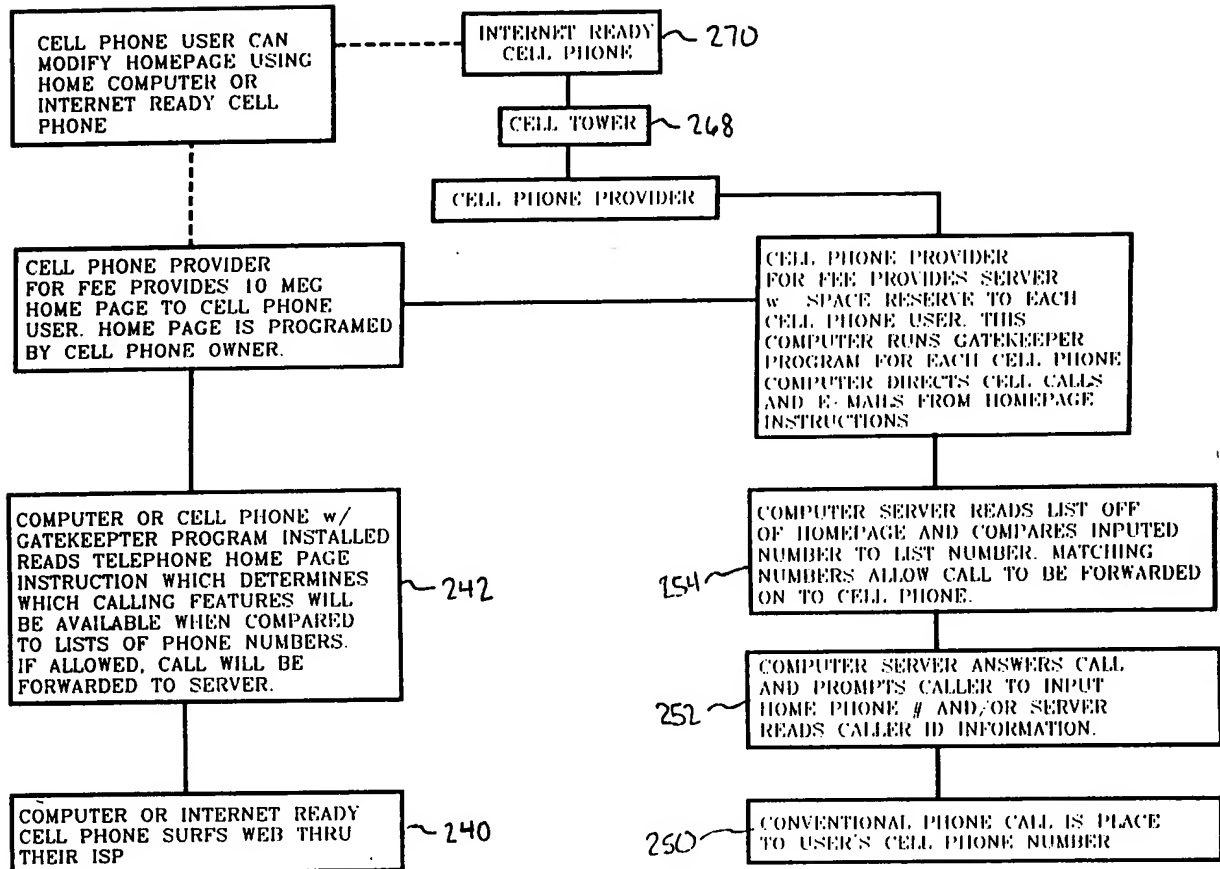 CELL PHONE USER CAN
MODIFY HOMEPAGE USING
HOME COMPUTER OR
INTERNET READY CELL
PHONE
INTERNET READY
CELL PHONE
270
CELL TOWER
268
CELL PHONE PROVIDER
CELL PHONE PROVIDER
FOR FEE PROVIDES 10 MEG
HOME PAGE TO CELL PHONE
USER. HOME PAGE IS PROGRAMED
BY CELL PHONE OWNER.
CELL PHONE PROVIDER
FOR FEE PROVIDES SERVER
w SPACE RESERVE TO EACH
CELL PHONE USER. THIS
COMPUTER RUNS GATEKEEPER
PROGRAM FOR EACH CELL PHONE
COMPUTER DIRECTS CELL CALLS
AND E-MAILS FROM HOMEPAGE
INSTRUCTIONS
COMPUTER OR CELL PHONE w/
GATEKEEPTER PROGRAM INSTALLED
READS TELEPHONE HOME PAGE
INSTRUCTION WHICH DETERMINES
WHICH CALLING FEATURES WILL
BE AVAILABLE WHEN COMPARED
TO LISTS OF PHONE NUMBERS.
IF ALLOWED, CALL WILL BE
FORWARDED TO SERVER.
242
COMPUTER SERVER READS LIST OFF
OF HOMEPAGE AND COMPARES INPUTED
NUMBER TO LIST NUMBER. MATCHING
NUMBERS ALLOW CALL TO BE FORWARDED
ON TO CELL PHONE.
254
COMPUTER SERVER ANSWERS CALL
AND PROMPTS CALLER TO INPUT
HOME PHONE # AND/OR SERVER
READS CALLER ID INFORMATION.
252
COMPUTER OR INTERNET READY
CELL PHONE SURFS WEB THRU
THEIR ISP
240
CONVENTIONAL PHONE CALL IS PLACE
TO USER'S CELL PHONE NUMBER
250